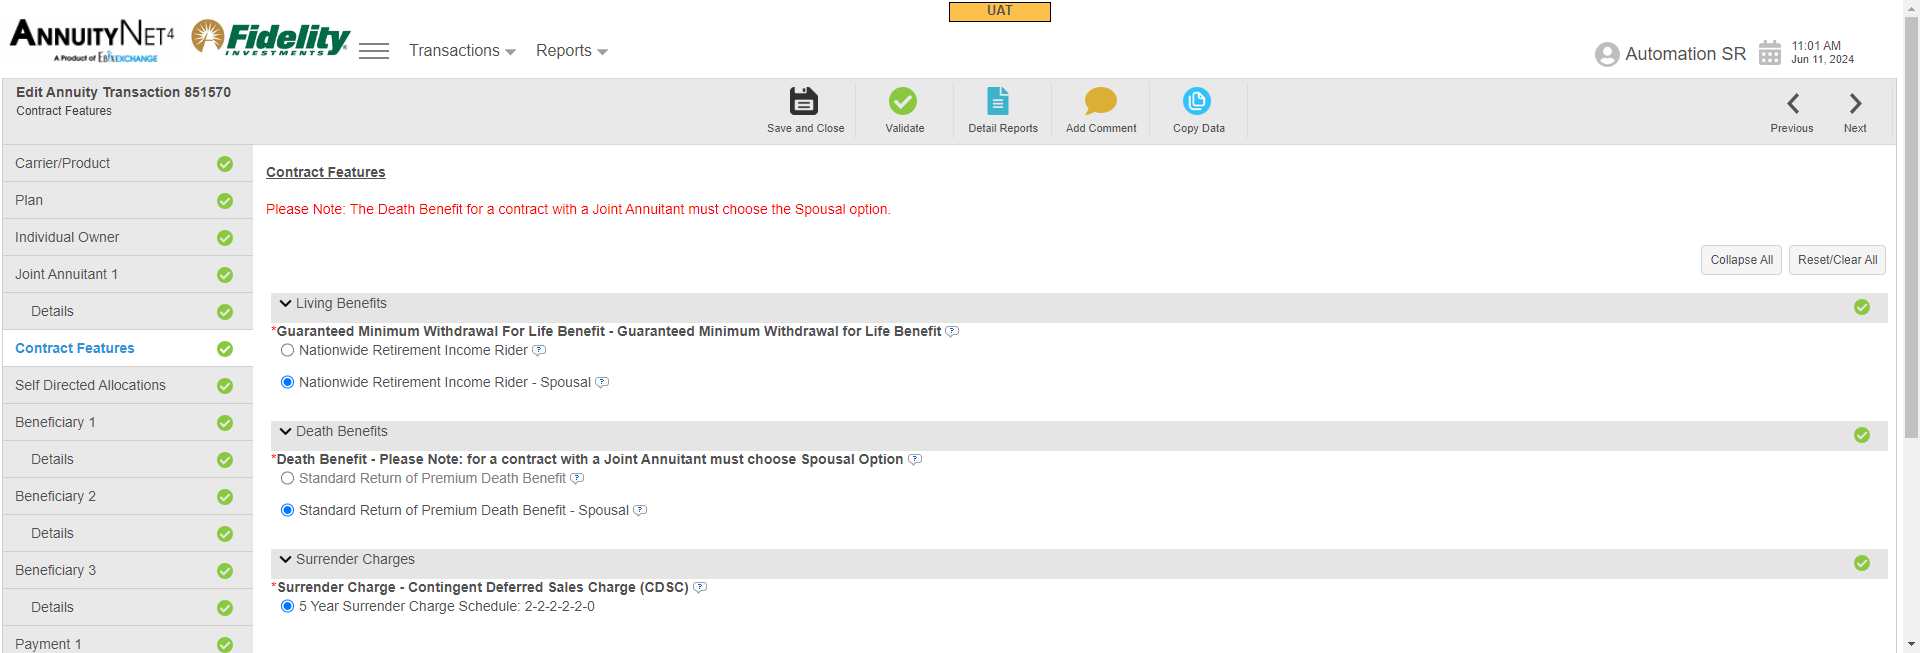 UAT
ANNUITYNET4
A Product of EbixEXCHANGE
Fidelity
INVESTMENTS
Transactions
Reports
Automation SR
11:01 AM
Jun 11, 2024
Edit Annuity Transaction 851570
Contract Features
Save and Close
Validate
Detail Reports
Add Comment
Copy Data
Previous
Next
Carrier/Product
Plan
Individual Owner
Joint Annuitant 1
Details
Contract Features
Self Directed Allocations
Beneficiary 1
Details
Beneficiary 2
Details
Beneficiary 3
Details
Payment 1
Contract Features
Please Note: The Death Benefit for a contract with a Joint Annuitant must choose the Spousal option.
Collapse All
Reset/Clear All
Living Benefits
*Guaranteed Minimum Withdrawal For Life Benefit - Guaranteed Minimum Withdrawal for Life Benefit
Nationwide Retirement Income Rider
Nationwide Retirement Income Rider - Spousal
Death Benefits
*Death Benefit - Please Note: for a contract with a Joint Annuitant must choose Spousal Option
Standard Return of Premium Death Benefit
Standard Return of Premium Death Benefit - Spousal
Surrender Charges
*Surrender Charge - Contingent Deferred Sales Charge (CDSC)
5 Year Surrender Charge Schedule: 2-2-2-2-2-0